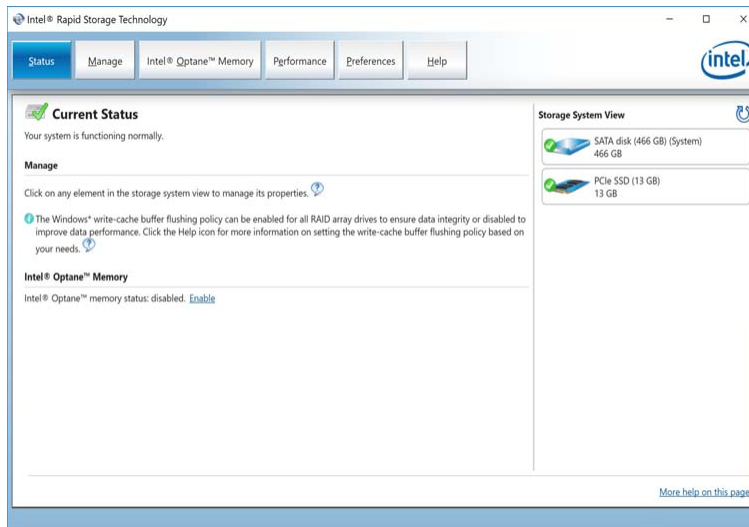 Intel® Rapid Storage Technology
Status
Manage
Intel® Optane™ Memory
Performance
Preferences
Help
intel
Current Status
Your system is functioning normally.
Manage
Click on any element in the storage system view to manage its properties.
The Windows* write-cache buffer flushing policy can be enabled for all RAID array drives to ensure data integrity or disabled to
improve data performance. Click the Help icon for more information on setting the write-cache buffer flushing policy based on
your needs.
Intel® Optane™ Memory
Intel® Optane™ memory status: disabled. Enable
Storage System View
SATA disk (466 GB) (System)
466 GB
PCIe SSD (13 GB)
13 GB
More help on this page